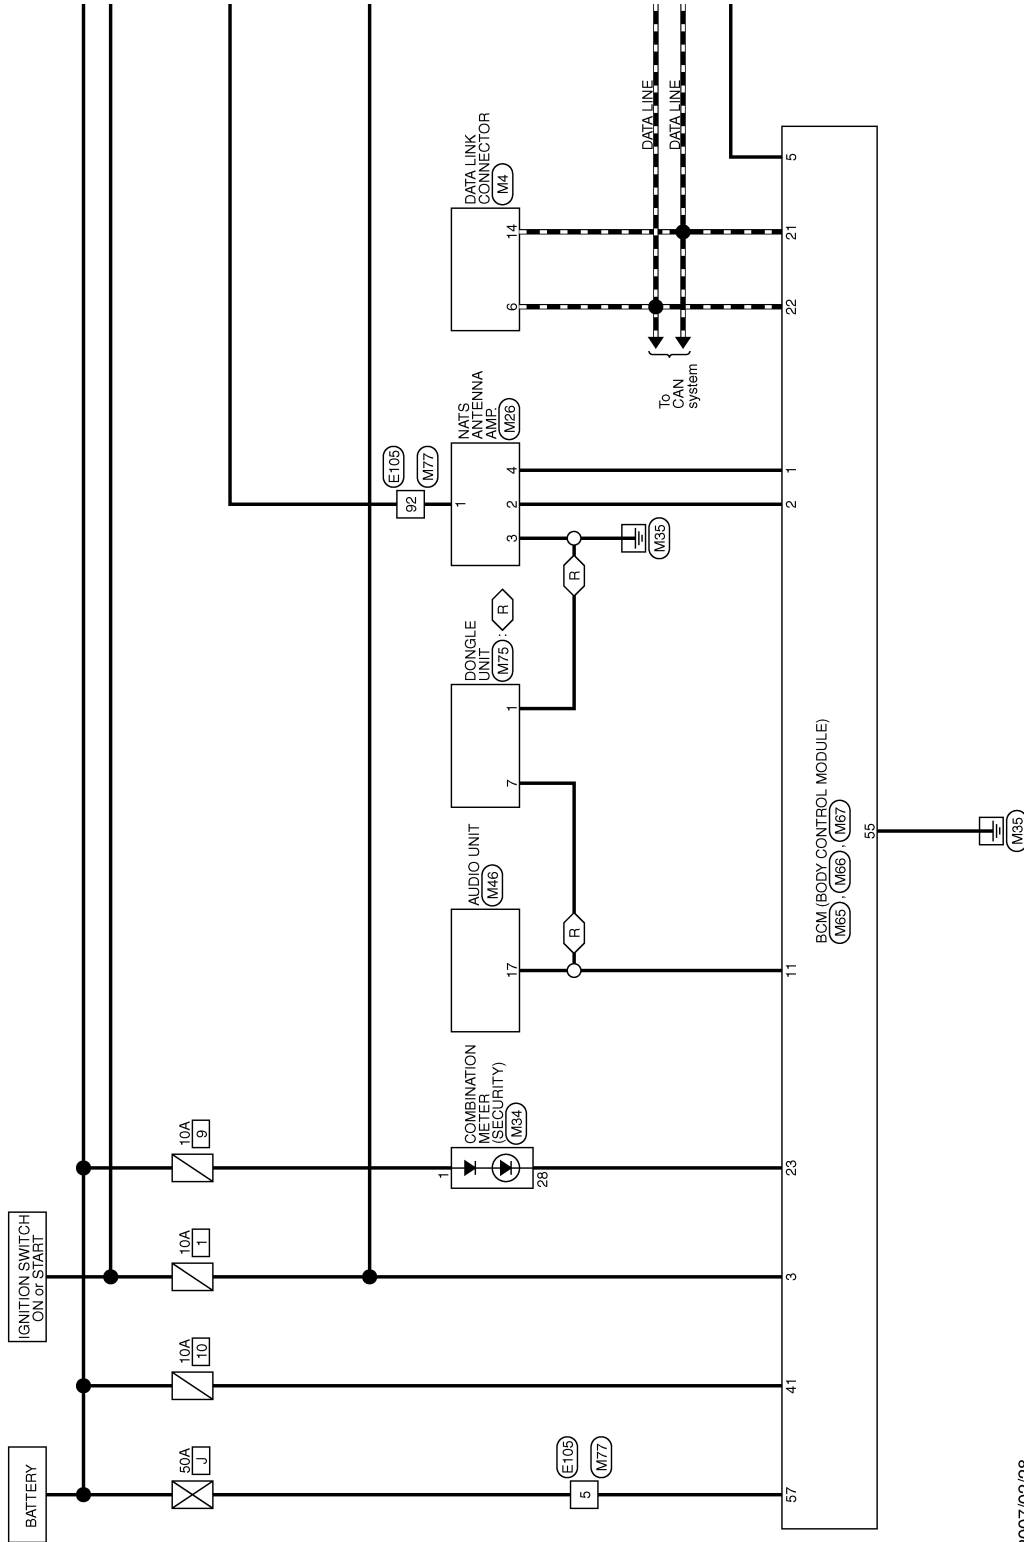 BATTERY
IGNITION SWITCH
ON or START
50A
J
10A
10
10A
1
10A
9
E105
M77
5
COMBINATION
METER
(SECURITY)
M34
1
28
AUDIO UNIT
M46
17
R
DONGLE
UNIT
M75 : R
7
1
R
E105
M77
92
NATS
ANTENNA
AMP.
M26
1
3
2
4
M35
DATA LINK
CONNECTOR
M4
6
14
DATA LINE
DATA LINE
To
CAN
system
57
41
3
23
11
2
1
22
21
5
BCM (BODY CONTROL MODULE)
M65 , M66 , M67
55
M35